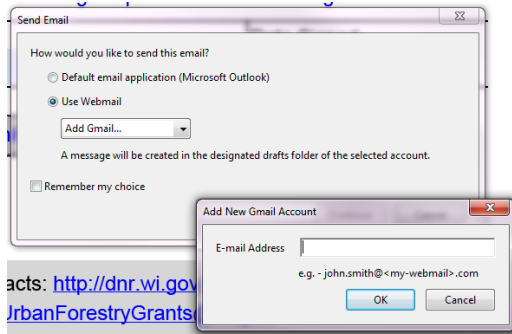 Send Email
How would you like to send this email?
Default email application (Microsoft Outlook)
Use Webmail
Add Gmail...
A message will be created in the designated drafts folder of the selected account.
Remember my choice
Add New Gmail Account
E-mail Address
e.g. - john.smith@<my-webmail>.com
OK Cancel
acts: http://dnr.wi.gov
UrbanForestryGrants